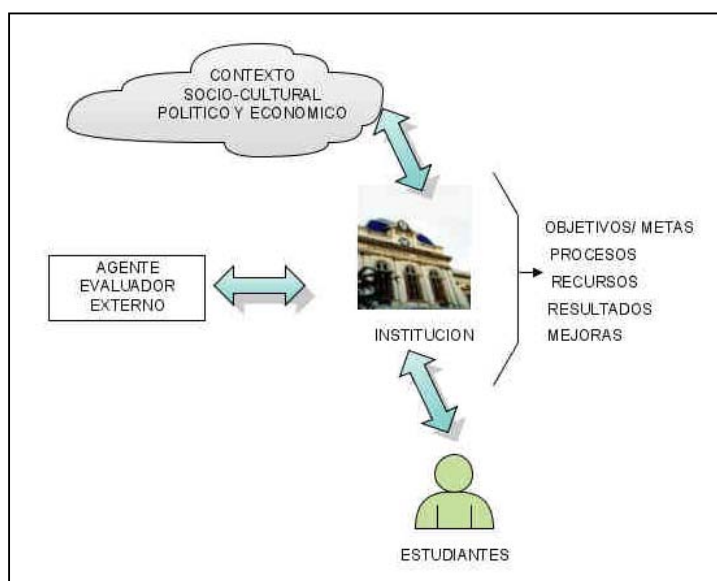 CONTEXTO
SOCIO-CULTURAL
POLITICO Y ECONOMICO
AGENTE
EVALUADOR
EXTERNO
INSTITUCION
OBJETIVOS/ METAS
PROCESOS
RECURSOS
RESULTADOS
MEJORAS
ESTUDIANTES